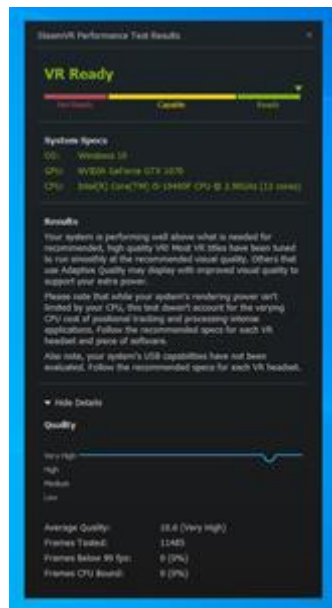 SteamVR Performance Test Results
VR Ready
Not Ready Capable Ready
System Specs
OS: Windows 10
GPU: NVIDIA GeForce GTX 1070
CPU: Intel(R) Core(TM) i5-10400F CPU @ 2.90GHz (12 cores)
Results
Your system is performing well above what is needed for
recommended, high quality VR! Most VR titles have been tuned
to run smoothly at the recommended visual quality. Others that
use Adaptive Quality may display with improved visual quality to
support your extra power.
Please note that while your system's rendering power isn't
limited by your CPU, this test doesn't account for the varying
CPU cost of positional tracking and processing intense
applications. Follow the recommended specs for each VR
headset and piece of software.
Also note, your system's USB capabilities have not been
evaluated. Follow the recommended specs for each VR headset.
Hide Details
Quality
Very High
High
Medium
Low
Average Quality: (Very High)
Frames Tested: 11485
Frames Below 90 fps: 0 (0%)
Frames CPU Bound: 0 (0%)